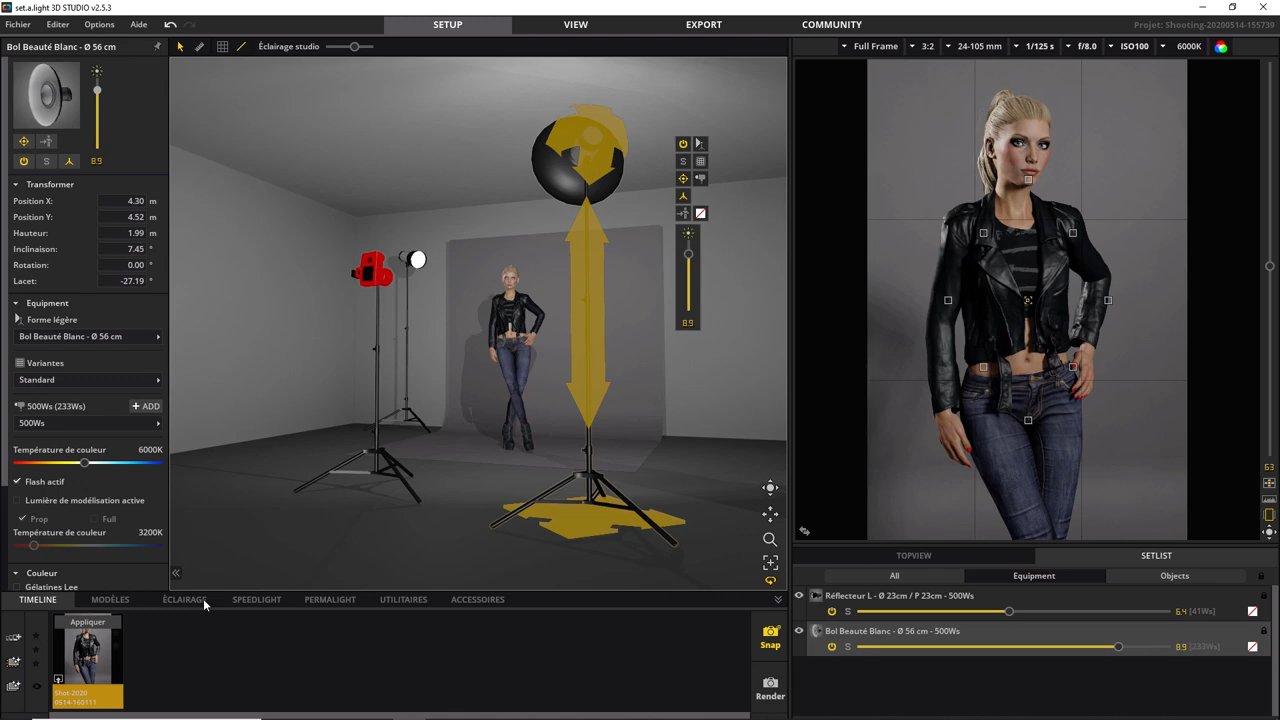 set.a.light 3D STUDIO v2.5.3
Fichier Editer Options Aide SETUP VIEW EXPORT COMMUNITY Projet: Shooting-20200514-155739
Bol Beauté Blanc - Ø 56 cm
Éclairage studio
Full Frame 3:2 24-105 mm 1/125 s f/8.0 ISO100 6000K
S 8.9
Transformer
Position X: 4.30 m
Position Y: 4.52 m
Hauteur: 1.99 m
Inclinaison: 7.45 °
Rotation: 0.00 °
Lacet: -27.19 °
Equipment
Forme légère
Bol Beauté Blanc - Ø 56 cm
Variantes
Standard
500Ws (233Ws) + ADD
500Ws
Température de couleur 6000K
Flash actif
Lumière de modélisation active
Prop Full
Température de couleur 3200K
Couleur
Gélatines Lee
S
8.9
63
TOPVIEW SETLIST
All Equipment Objects
Réflecteur L - Ø 23cm / P 23cm - 500Ws
S 6.4 [41Ws]
Bol Beauté Blanc - Ø 56 cm - 500Ws
S 8.9 [233Ws]
TIMELINE MODÈLES ÉCLAIRAGE SPEEDLIGHT PERMALIGHT UTILITAIRES ACCESSOIRES
Appliquer
Shot-2020
0514-160111
Snap
Render